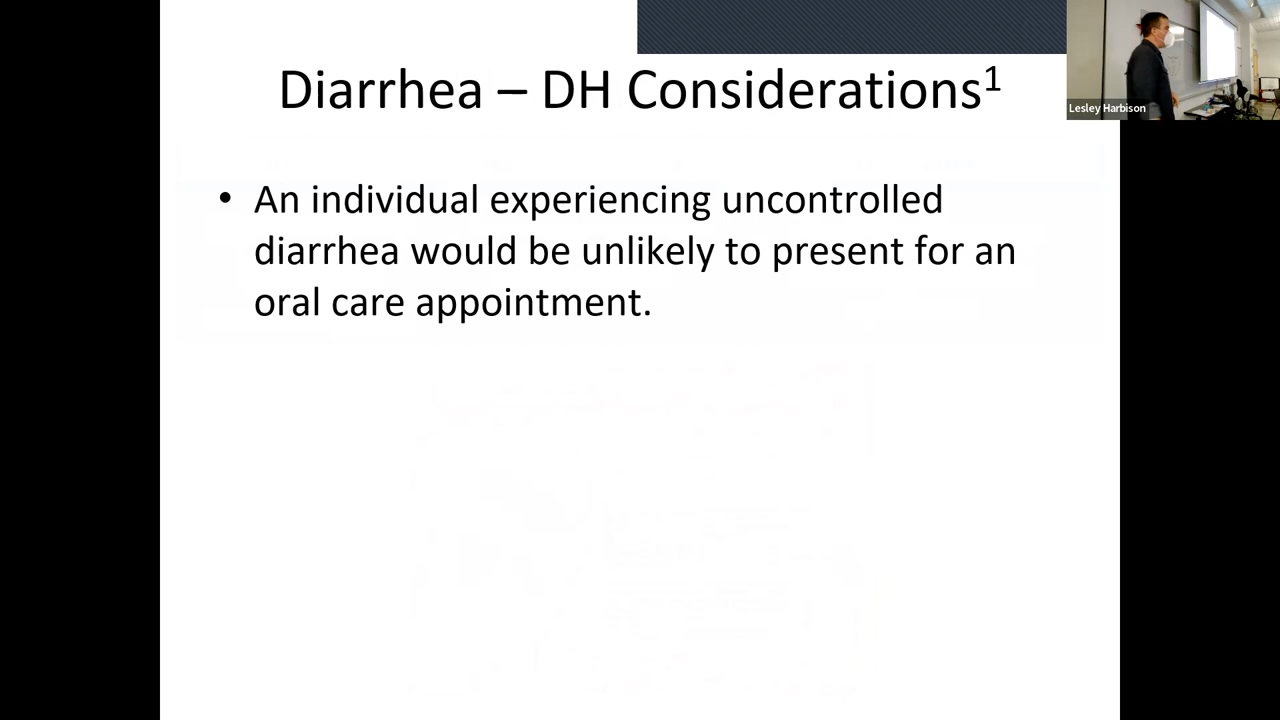 Diarrhea – DH Considerations¹
• An individual experiencing uncontrolled
diarrhea would be unlikely to present for an
oral care appointment.
Lesley Harbison